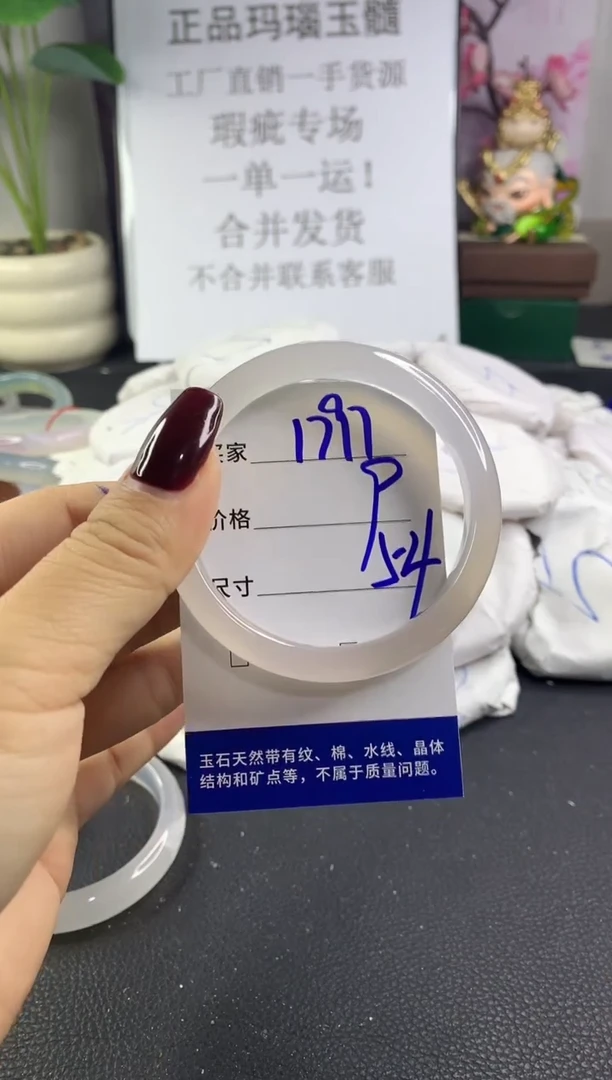 正品玛瑙玉髓
工厂直销一手货源
瑕疵专场
一单一运！
合并发货
不合并联系客服
买家 1797
价格 P
尺寸 54
玉石天然带有纹、棉、水线、晶体
结构和矿点等，不属于质量问题。